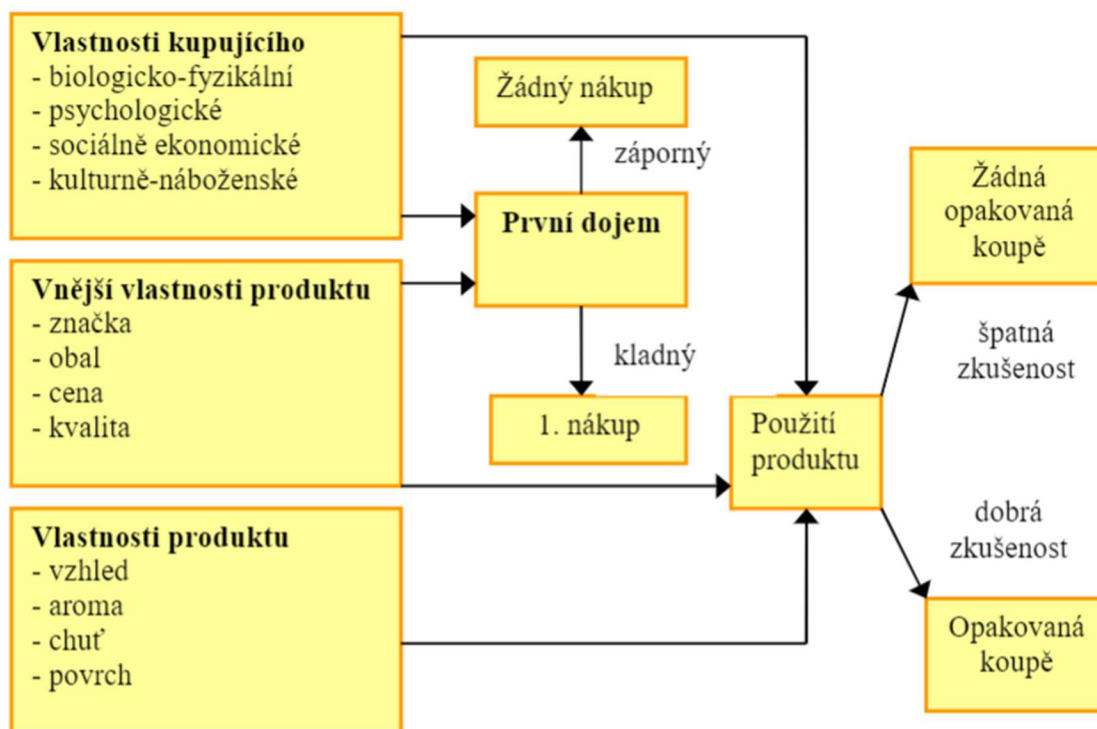 Vlastnosti kupujícího
- biologicko-fyzikální
- psychologické
- sociálně ekonomické
- kulturně-náboženské
Vnější vlastnosti produktu
- značka
- obal
- cena
- kvalita
Vlastnosti produktu
- vzhled
- aroma
- chuť
- povrch
Žádný nákup
záporný
První dojem
kladný
1. nákup
Použití
produktu
Žádná
opakovaná
koupě
špatná
zkušenost
dobrá
zkušenost
Opakovaná
koupě